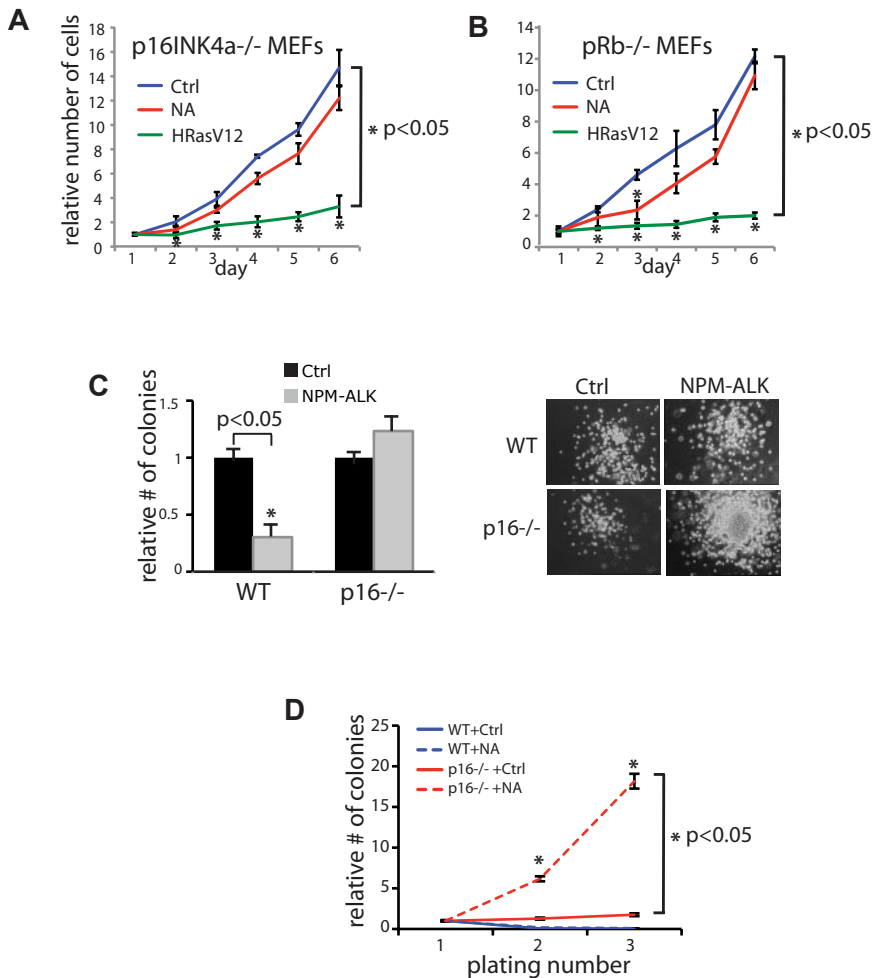 A
p16INK4a-/- MEFs
relative number of cells
18
16
14
12
10
8
6
4
2
0
Ctrl
NA
HRasV12
* p<0.05
*
*
*
*
*
1 2 3 4 5 6
day
B
pRb-/- MEFs
14
12
10
8
6
4
2
0
Ctrl
NA
HRasV12
* p<0.05
*
*
*
*
*
*
1 2 3 4 5 6
day
C
Ctrl
NPM-ALK
relative # of colonies
1.5
1
0.5
0
p<0.05
*
WT p16-/-
Ctrl NPM-ALK
WT
p16-/-
D
relative # of colonies
25
20
15
10
5
0
WT+Ctrl
WT+NA
p16-/- +Ctrl
p16-/- +NA
*
*
* p<0.05
1 2 3
plating number